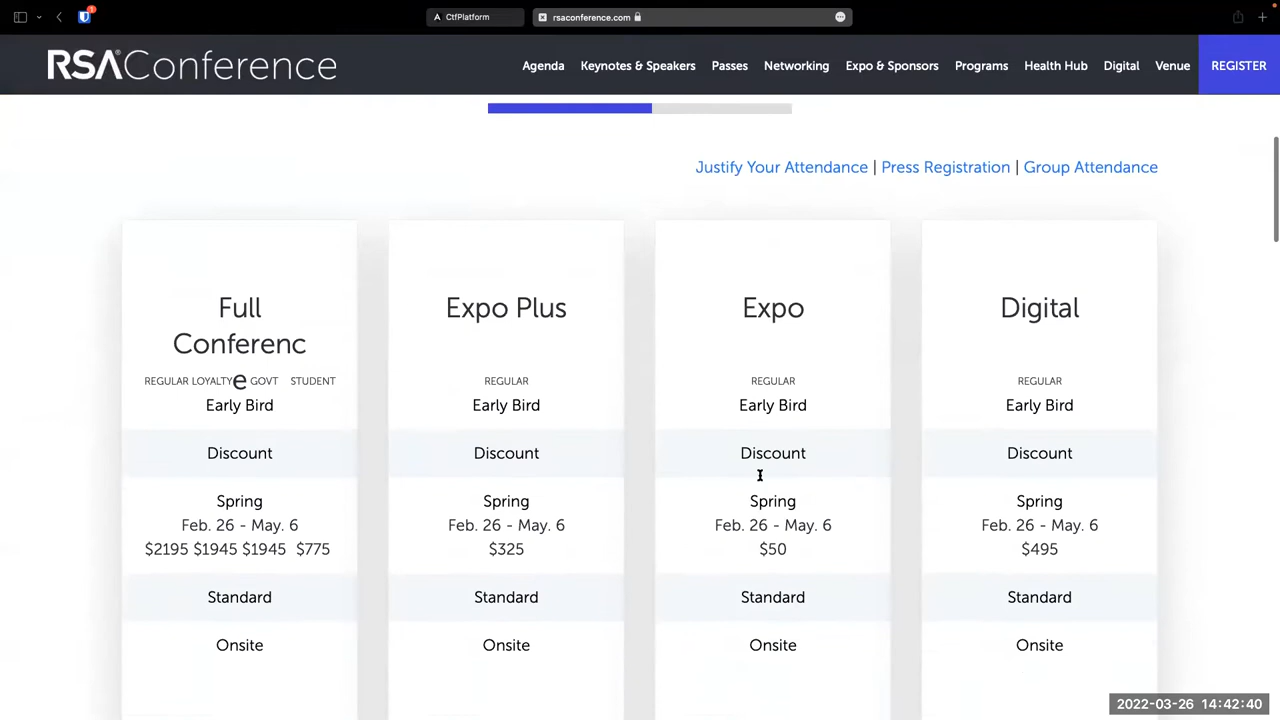 CtfPlatform
rsaconference.com
1
RSA Conference
Agenda Keynotes & Speakers Passes Networking Expo & Sponsors Programs Health Hub Digital Venue REGISTER
Justify Your Attendance | Press Registration | Group Attendance
Full
Conferenc
e
REGULAR LOYALTY GOVT STUDENT
Early Bird
Discount
Spring
Feb. 26 - May. 6
$2195 $1945 $1945 $775
Standard
Onsite
Expo Plus
REGULAR
Early Bird
Discount
Spring
Feb. 26 - May. 6
$325
Standard
Onsite
Expo
REGULAR
Early Bird
Discount
Spring
Feb. 26 - May. 6
$50
Standard
Onsite
Digital
REGULAR
Early Bird
Discount
Spring
Feb. 26 - May. 6
$495
Standard
Onsite
2022-03-26 14:42:40